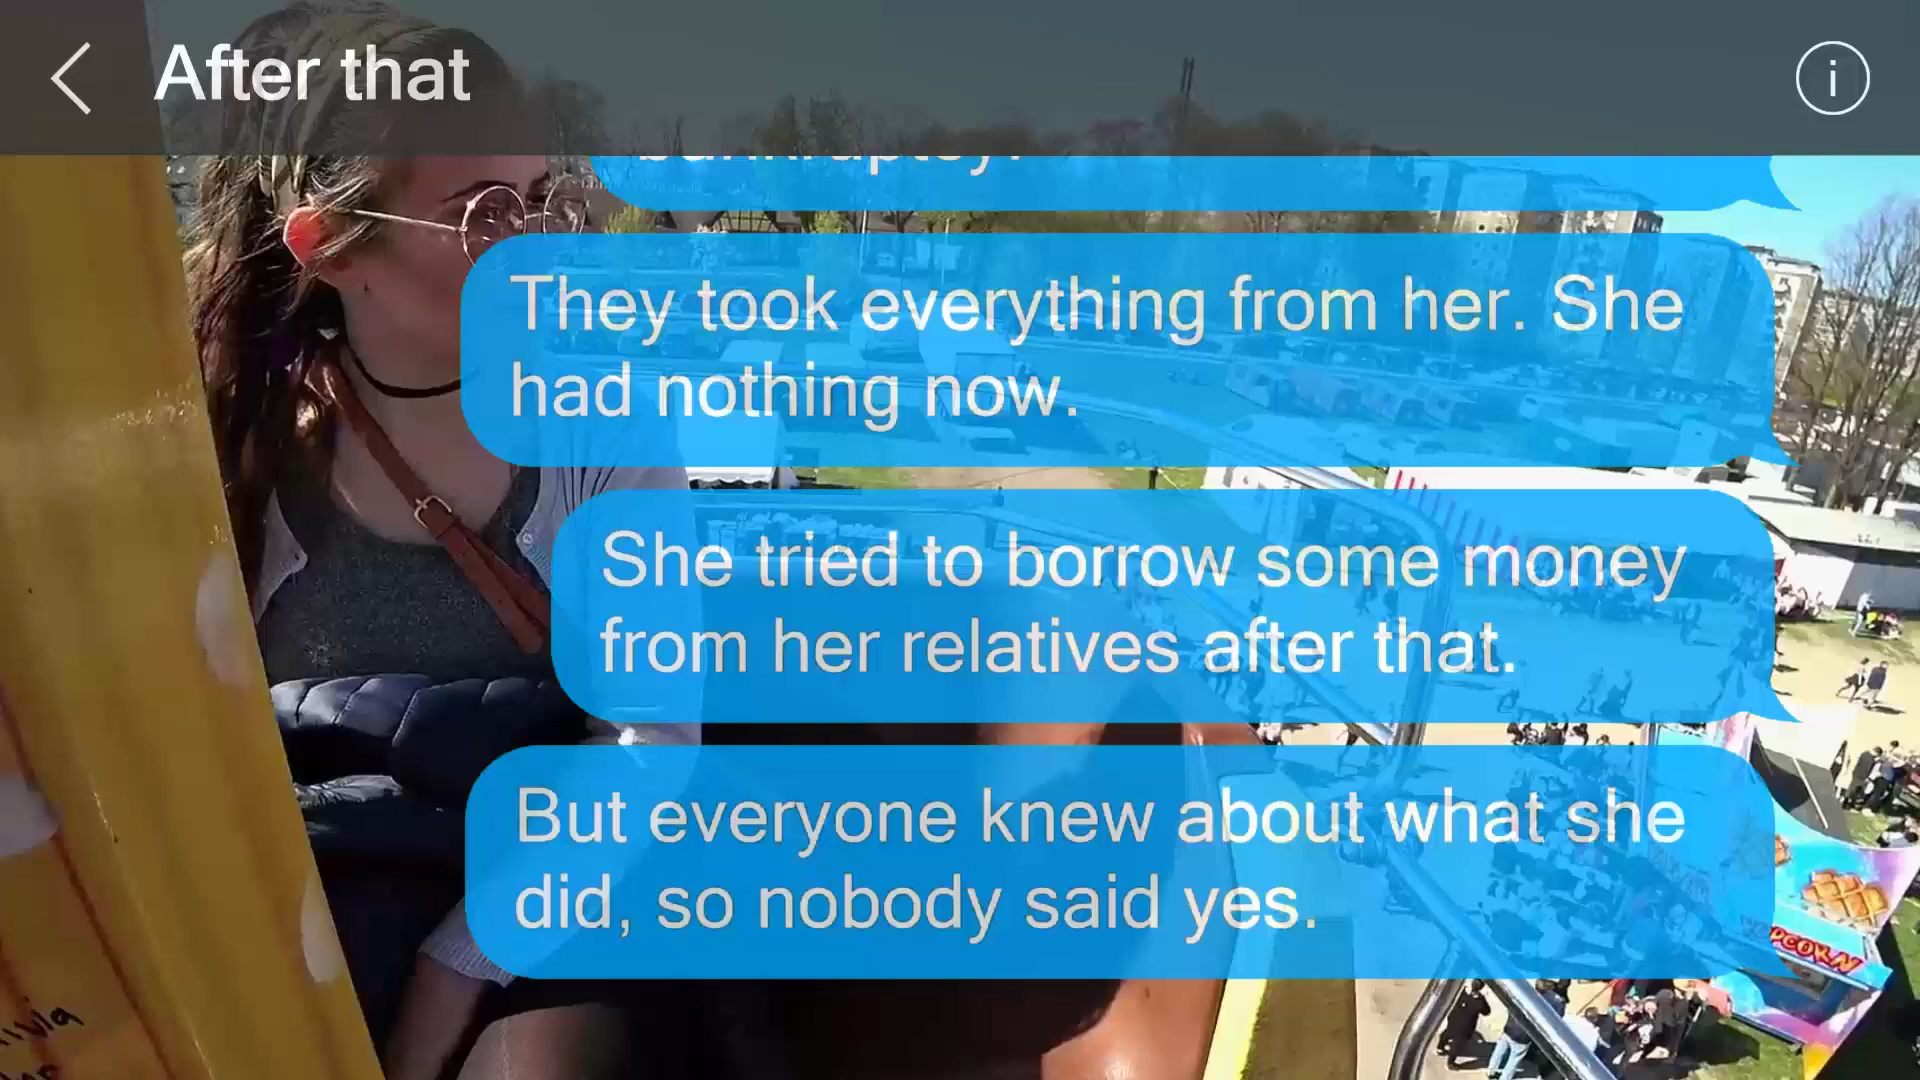 After that
bankruptcy.
They took everything from her. She
had nothing now.
She tried to borrow some money
from her relatives after that.
But everyone knew about what she
did, so nobody said yes.